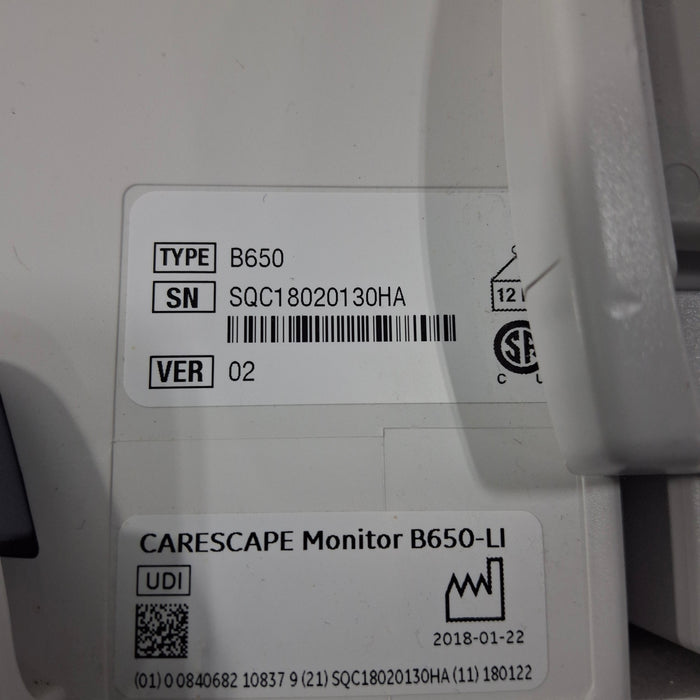 TYPE B650
SN SQC18020130HA
12
VER 02
C
CARESCAPE Monitor B650-LI
UDI
2018-01-22
(01) 0 0840682 10837 9 (21) SQC18020130HA (11) 180122